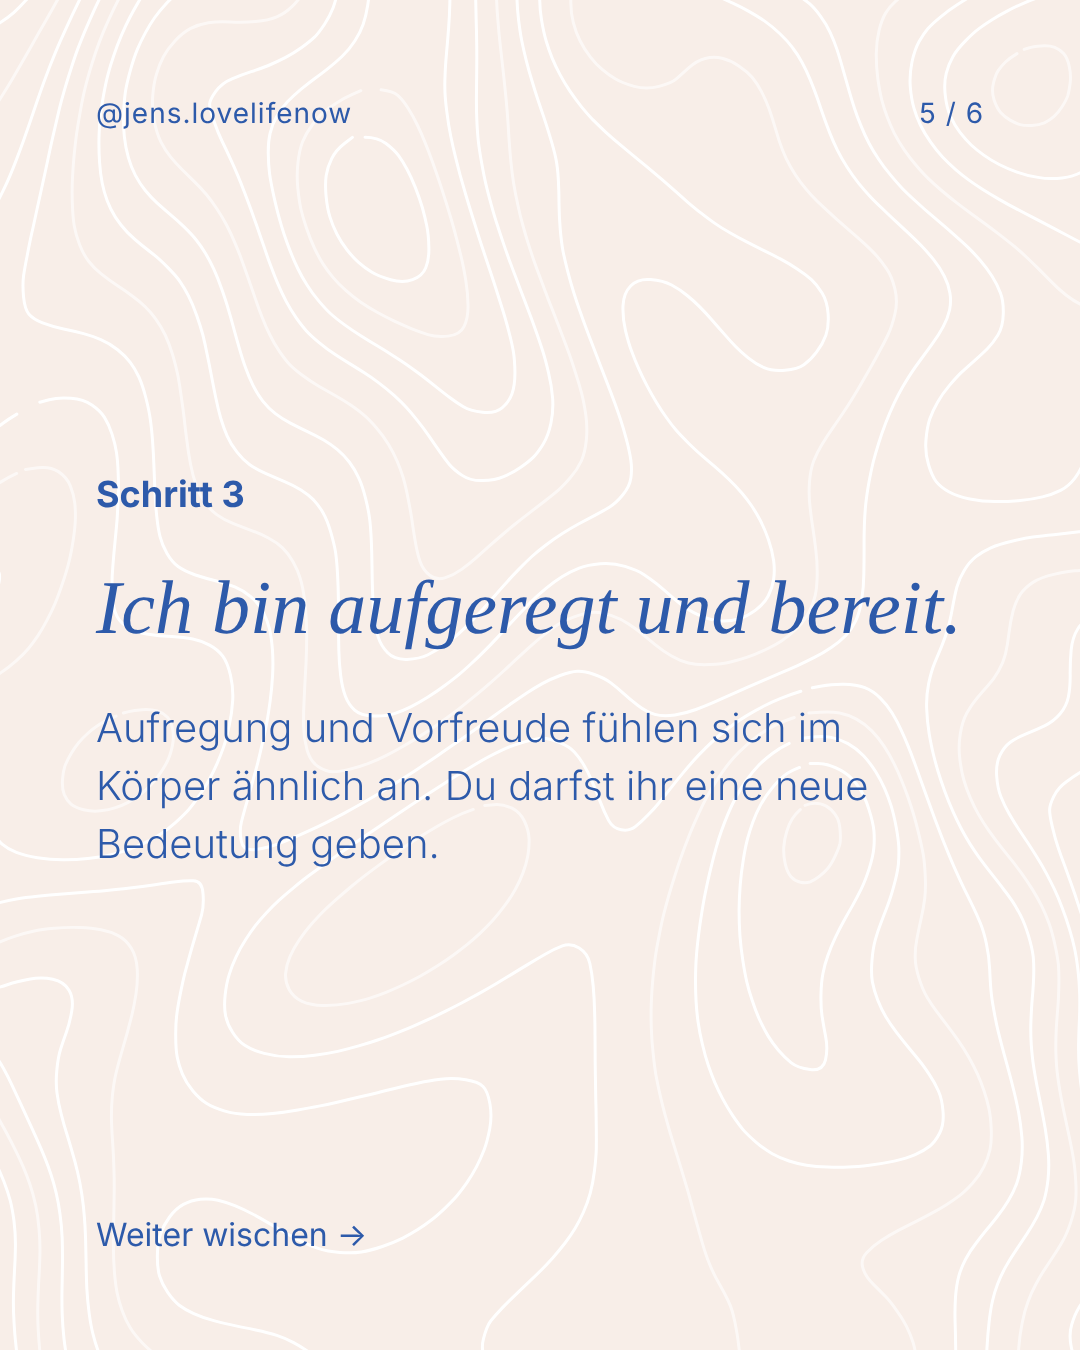 @jens.lovelifenow
5 / 6
Schritt 3
Ich bin aufgeregt und bereit.
Aufregung und Vorfreude fühlen sich im
Körper ähnlich an. Du darfst ihr eine neue
Bedeutung geben.
Weiter wischen →